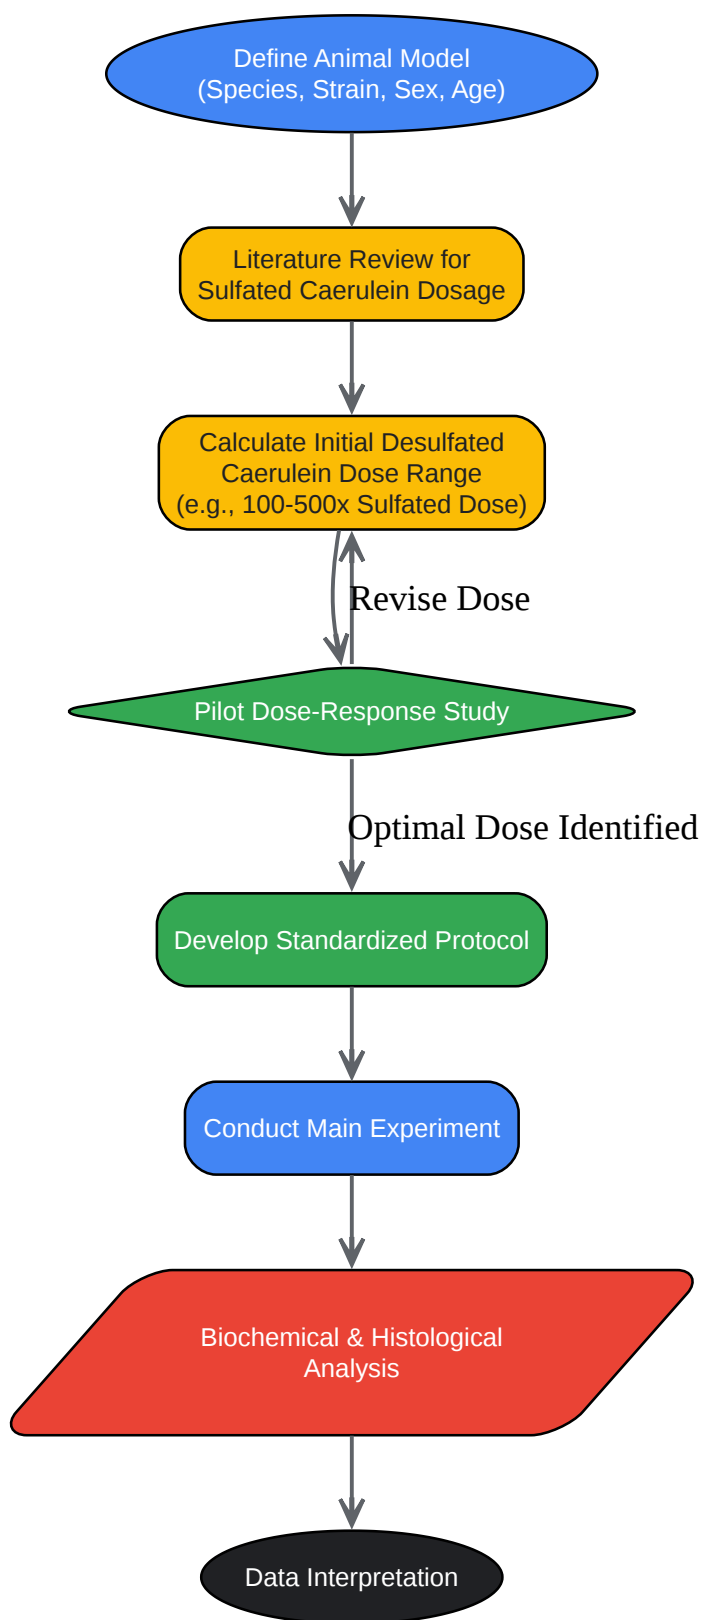 Define Animal Model
(Species, Strain, Sex, Age)
Literature Review for
Sulfated Caerulein Dosage
Calculate Initial Desulfated
Caerulein Dose Range
(e.g., 100-500x Sulfated Dose)
Revise Dose
Pilot Dose-Response Study
Optimal Dose Identified
Develop Standardized Protocol
Conduct Main Experiment
Biochemical & Histological
Analysis
Data Interpretation